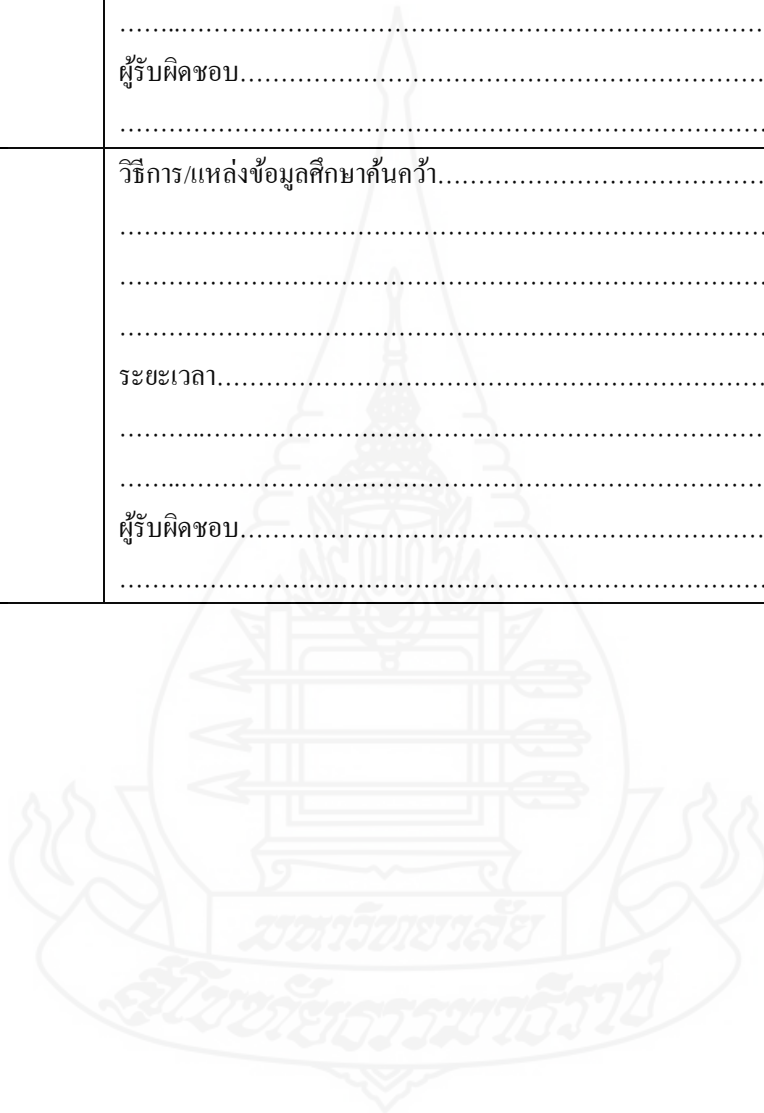 ……..……………………………………………………………
ผู้รับผิดชอบ………………………………………………………
……………………………………………………………………
วิธีการ/แหล่งข้อมูลศึกษาค้นคว้า…………………………………
……………………………………………………………………
……………………………………………………………………
……………………………………………………………………
ระยะเวลา…………………………………………………………
………..……………………………………………………………
……..………………………………………………………………
ผู้รับผิดชอบ………………………………………………………
……………………………………………………………………
มหาวิทยาลัย
สุโขทัยธรรมาธิราช